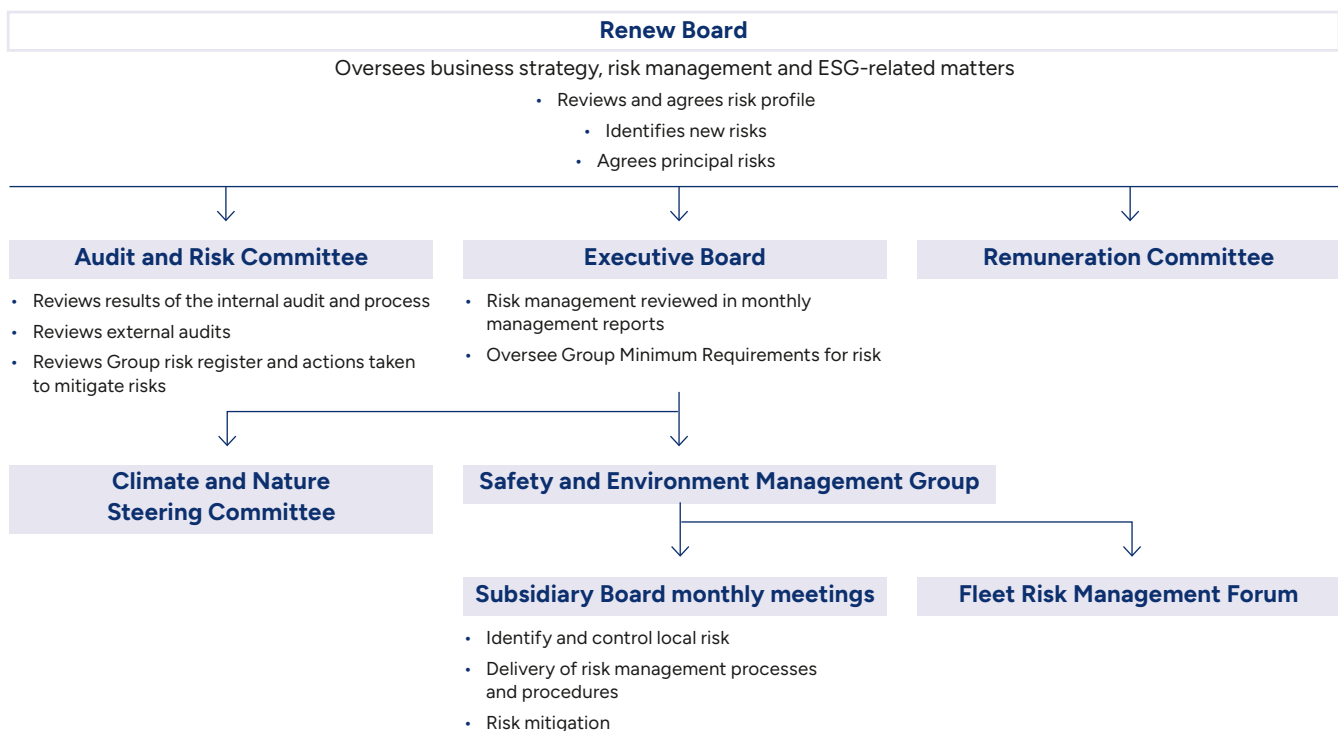 Renew Board
Oversees business strategy, risk management and ESG-related matters
• Reviews and agrees risk profile
• Identifies new risks
• Agrees principal risks
Audit and Risk Committee
• Reviews results of the internal audit and process
• Reviews external audits
• Reviews Group risk register and actions taken
to mitigate risks
Executive Board
• Risk management reviewed in monthly
management reports
• Oversee Group Minimum Requirements for risk
Remuneration Committee
Climate and Nature
Steering Committee
Safety and Environment Management Group
Subsidiary Board monthly meetings
• Identify and control local risk
• Delivery of risk management processes
and procedures
• Risk mitigation
Fleet Risk Management Forum